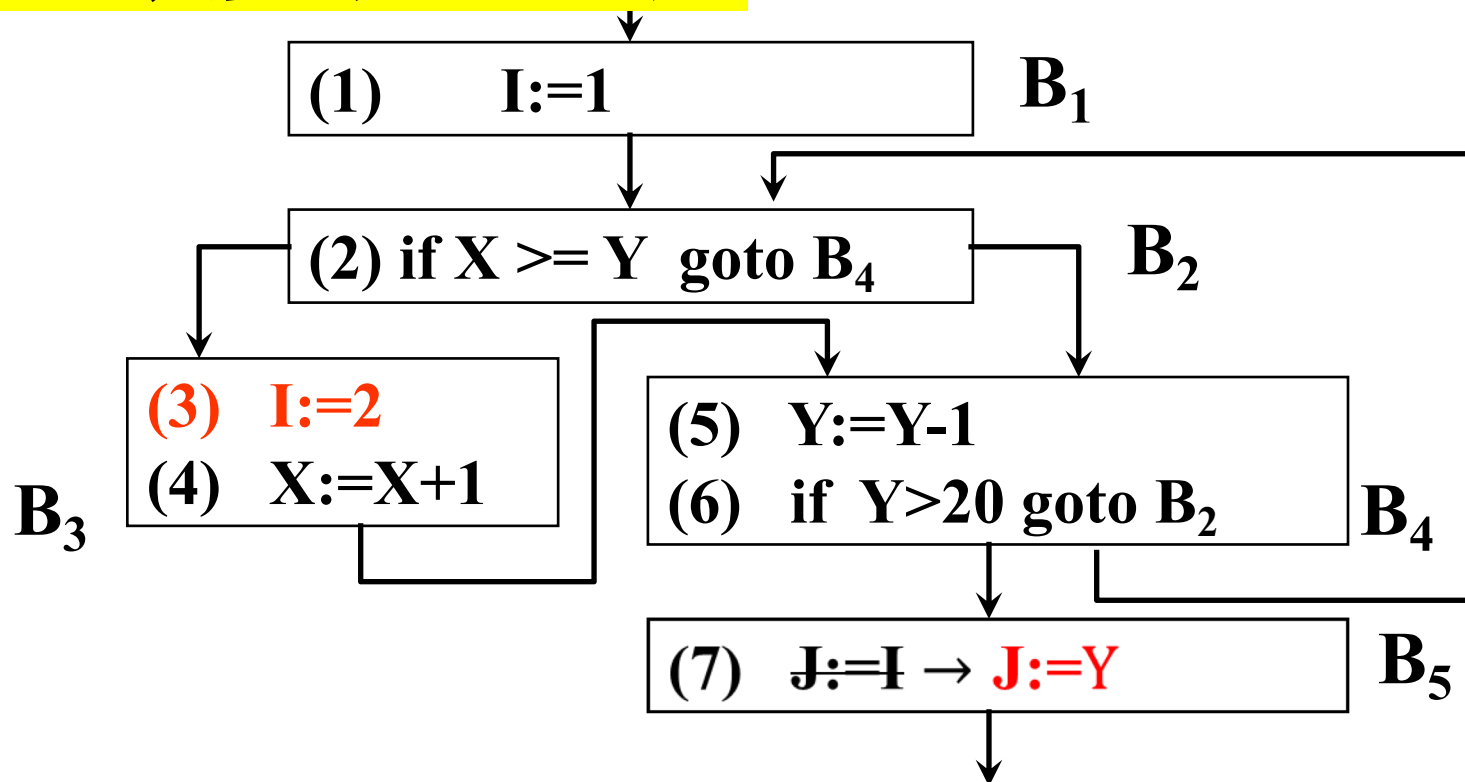 (1) I:=1
B₁
(2) if X >= Y goto B₄
B₂
(3) I:=2
(4) X:=X+1
B₃
(5) Y:=Y-1
(6) if Y>20 goto B₂
B₄
(7) J:=I → J:=Y
B₅